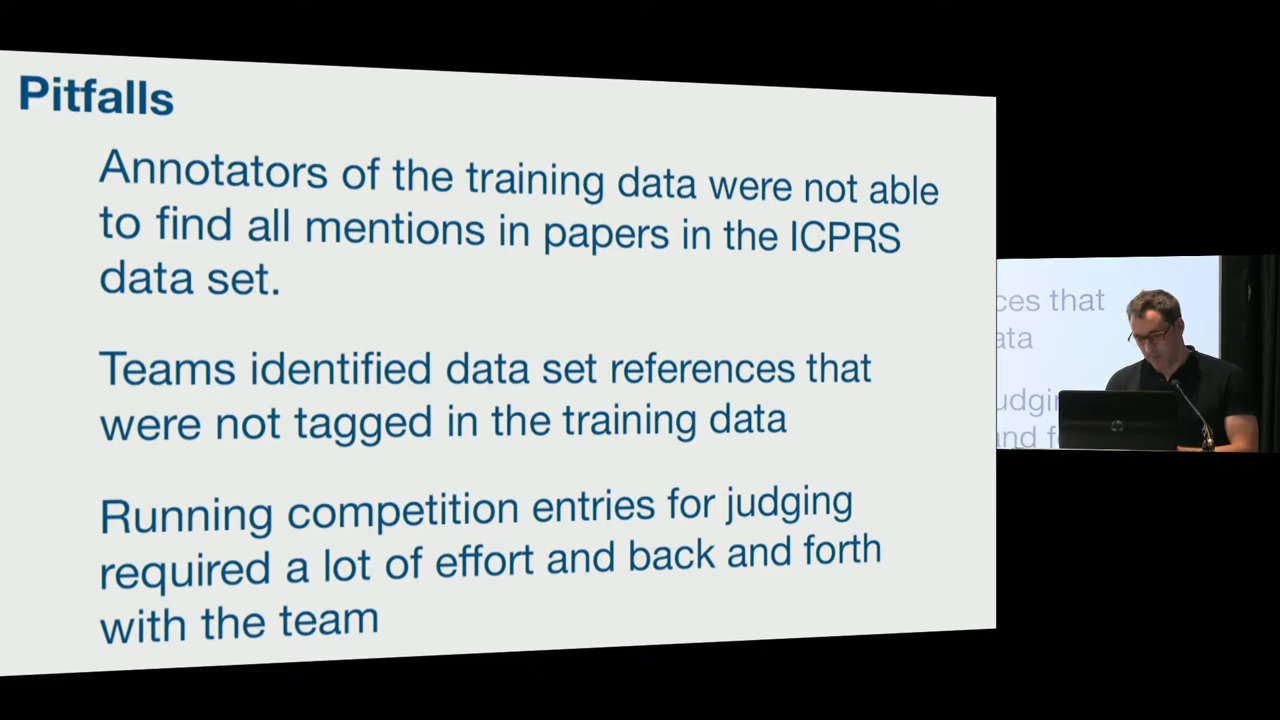 Pitfalls
Annotators of the training data were not able
to find all mentions in papers in the ICPRS
data set.
Teams identified data set references that
were not tagged in the training data
Running competition entries for judging
required a lot of effort and back and forth
with the team
ces that
ata
udgin
and f
hp